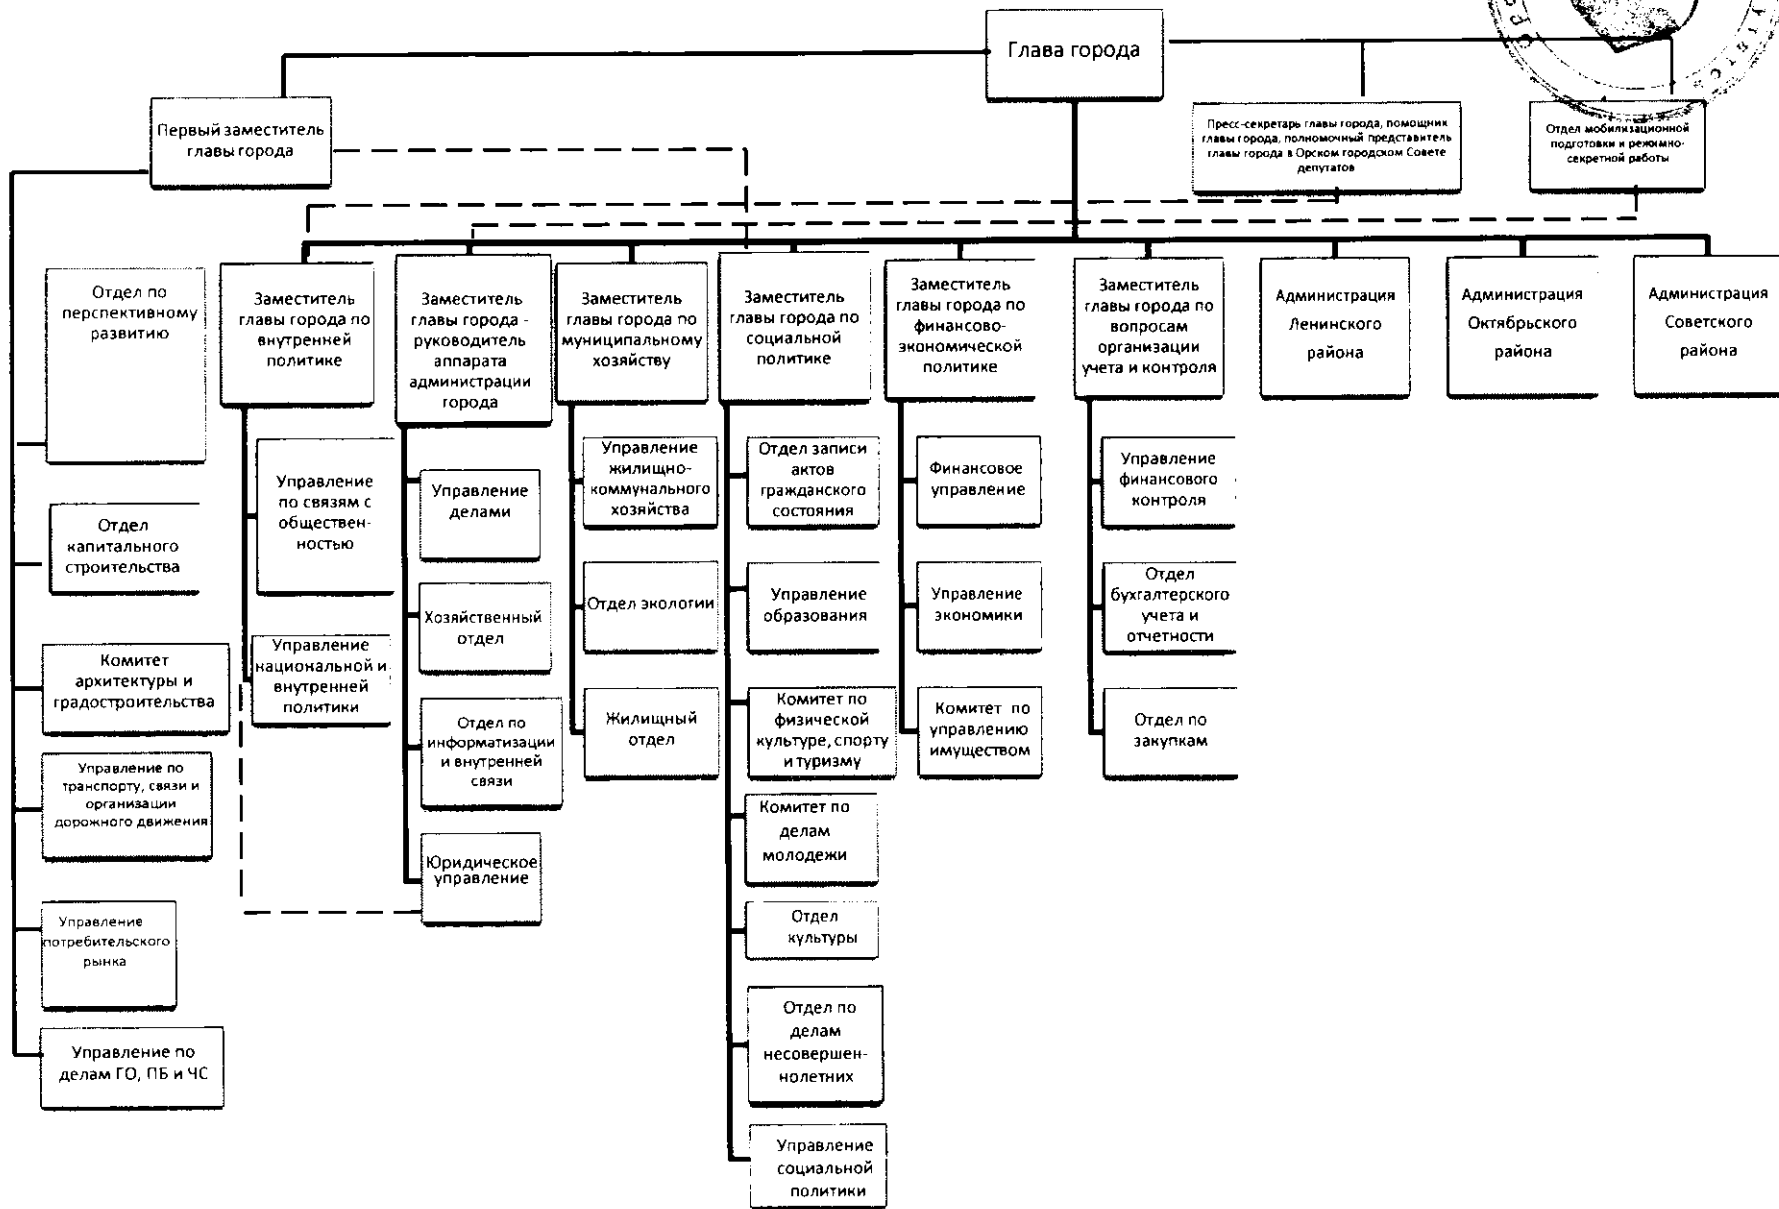 Глава города
Первый заместитель
главы города
Пресс-секретарь главы города, помощник
главы города, полномочный представитель
главы города в Орском городском Совете
депутатов
Отдел мобилизационной
подготовки и режимно-
секретной работы
Отдел по
перспективному
развитию
Заместитель
главы города по
внутренней
политике
Заместитель
главы города -
руководитель
аппарата
администрации
города
Заместитель
главы города по
муниципальному
хозяйству
Заместитель
главы города по
социальной
политике
Заместитель
главы города по
финансово-
экономической
политике
Заместитель
главы города по
вопросам
организации
учета и контроля
Администрация
Ленинского
района
Администрация
Октябрьского
района
Администрация
Советского
района
Отдел
капитального
строительства
Комитет
архитектуры и
градостроительства
Управление по
транспорту, связи и
организации
дорожного движения
Управление
потребительского
рынка
Управление по
делам ГО, ПБ и ЧС
Управление
по связям с
обществен-
ностью
Управление
национальной и
внутренней
политики
Управление
делами
Хозяйственный
отдел
Отдел по
информатизации
и внутренней
связи
Юридическое
управление
Управление
жилищно-
коммунального
хозяйства
Отдел экологии
Жилищный
отдел
Отдел записи
актов
гражданского
состояния
Управление
образования
Комитет по
физической
культуре, спорту
и туризму
Комитет по
делам
молодежи
Отдел
культуры
Отдел по
делам
несовершен-
нолетних
Управление
социальной
политики
Финансовое
управление
Управление
экономики
Комитет по
управлению
имуществом
Управление
финансового
контроля
Отдел
бухгалтерского
учета и
отчетности
Отдел по
закупкам